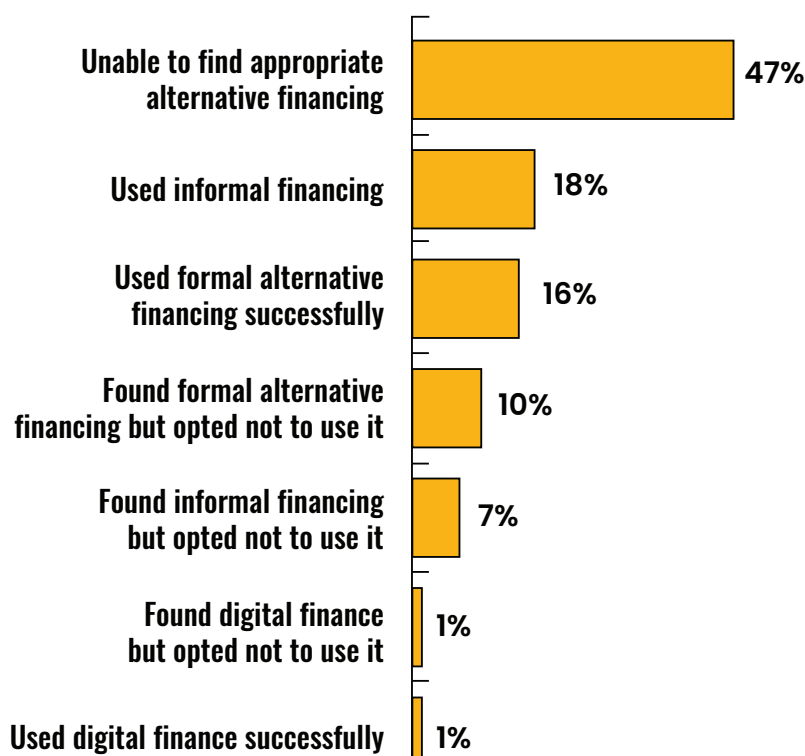 Unable to find appropriate
alternative financing
47%
Used informal financing
18%
Used formal alternative
financing successfully
16%
Found formal alternative
financing but opted not to use it
10%
Found informal financing
but opted not to use it
7%
Found digital finance
but opted not to use it
1%
Used digital finance successfully
1%